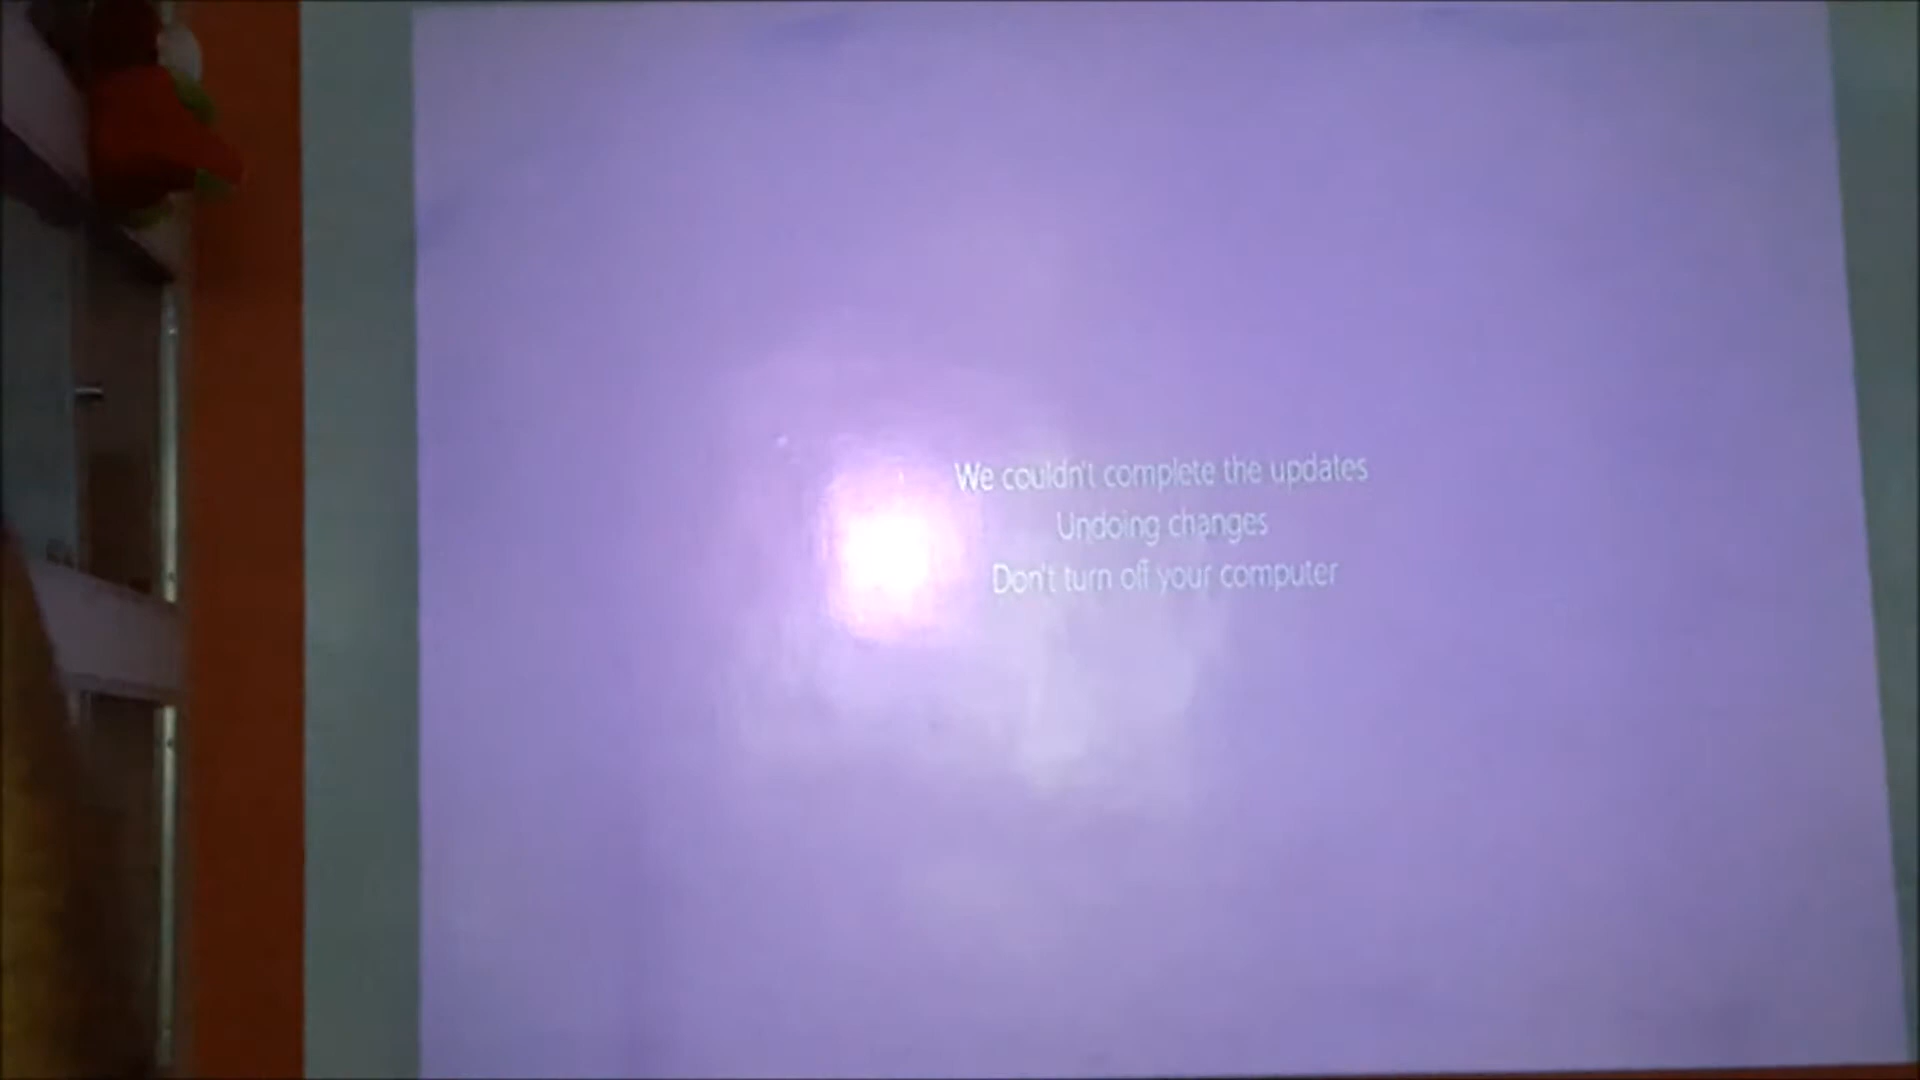 We couldn't complete the updates
Undoing changes
Don't turn off your computer